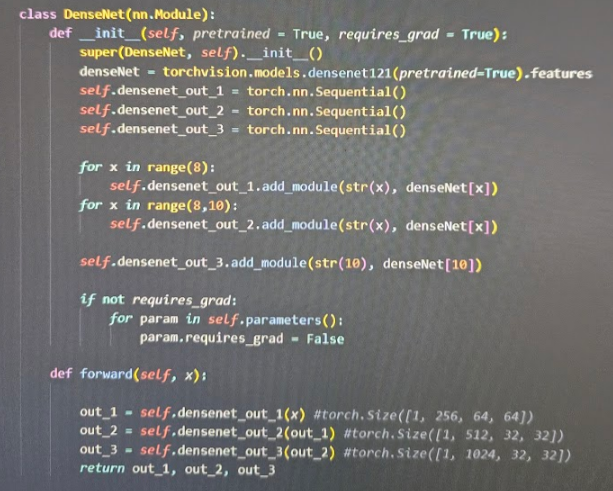 class DenseNet(nn.Module):
    def __init__(self, pretrained = True, requires_grad = True):
        super(DenseNet, self).__init__()
        denseNet = torchvision.models.densenet121(pretrained=True).features
        self.densenet_out_1 = torch.nn.Sequential()
        self.densenet_out_2 = torch.nn.Sequential()
        self.densenet_out_3 = torch.nn.Sequential()

        for x in range(8):
            self.densenet_out_1.add_module(str(x), denseNet[x])
        for x in range(8,10):
            self.densenet_out_2.add_module(str(x), denseNet[x])

        self.densenet_out_3.add_module(str(10), denseNet[10])

        if not requires_grad:
            for param in self.parameters():
                param.requires_grad = False

    def forward(self, x):

        out_1 = self.densenet_out_1(x) #torch.Size([1, 256, 64, 64])
        out_2 = self.densenet_out_2(out_1) #torch.Size([1, 512, 32, 32])
        out_3 = self.densenet_out_3(out_2) #torch.Size([1, 1024, 32, 32])
        return out_1, out_2, out_3